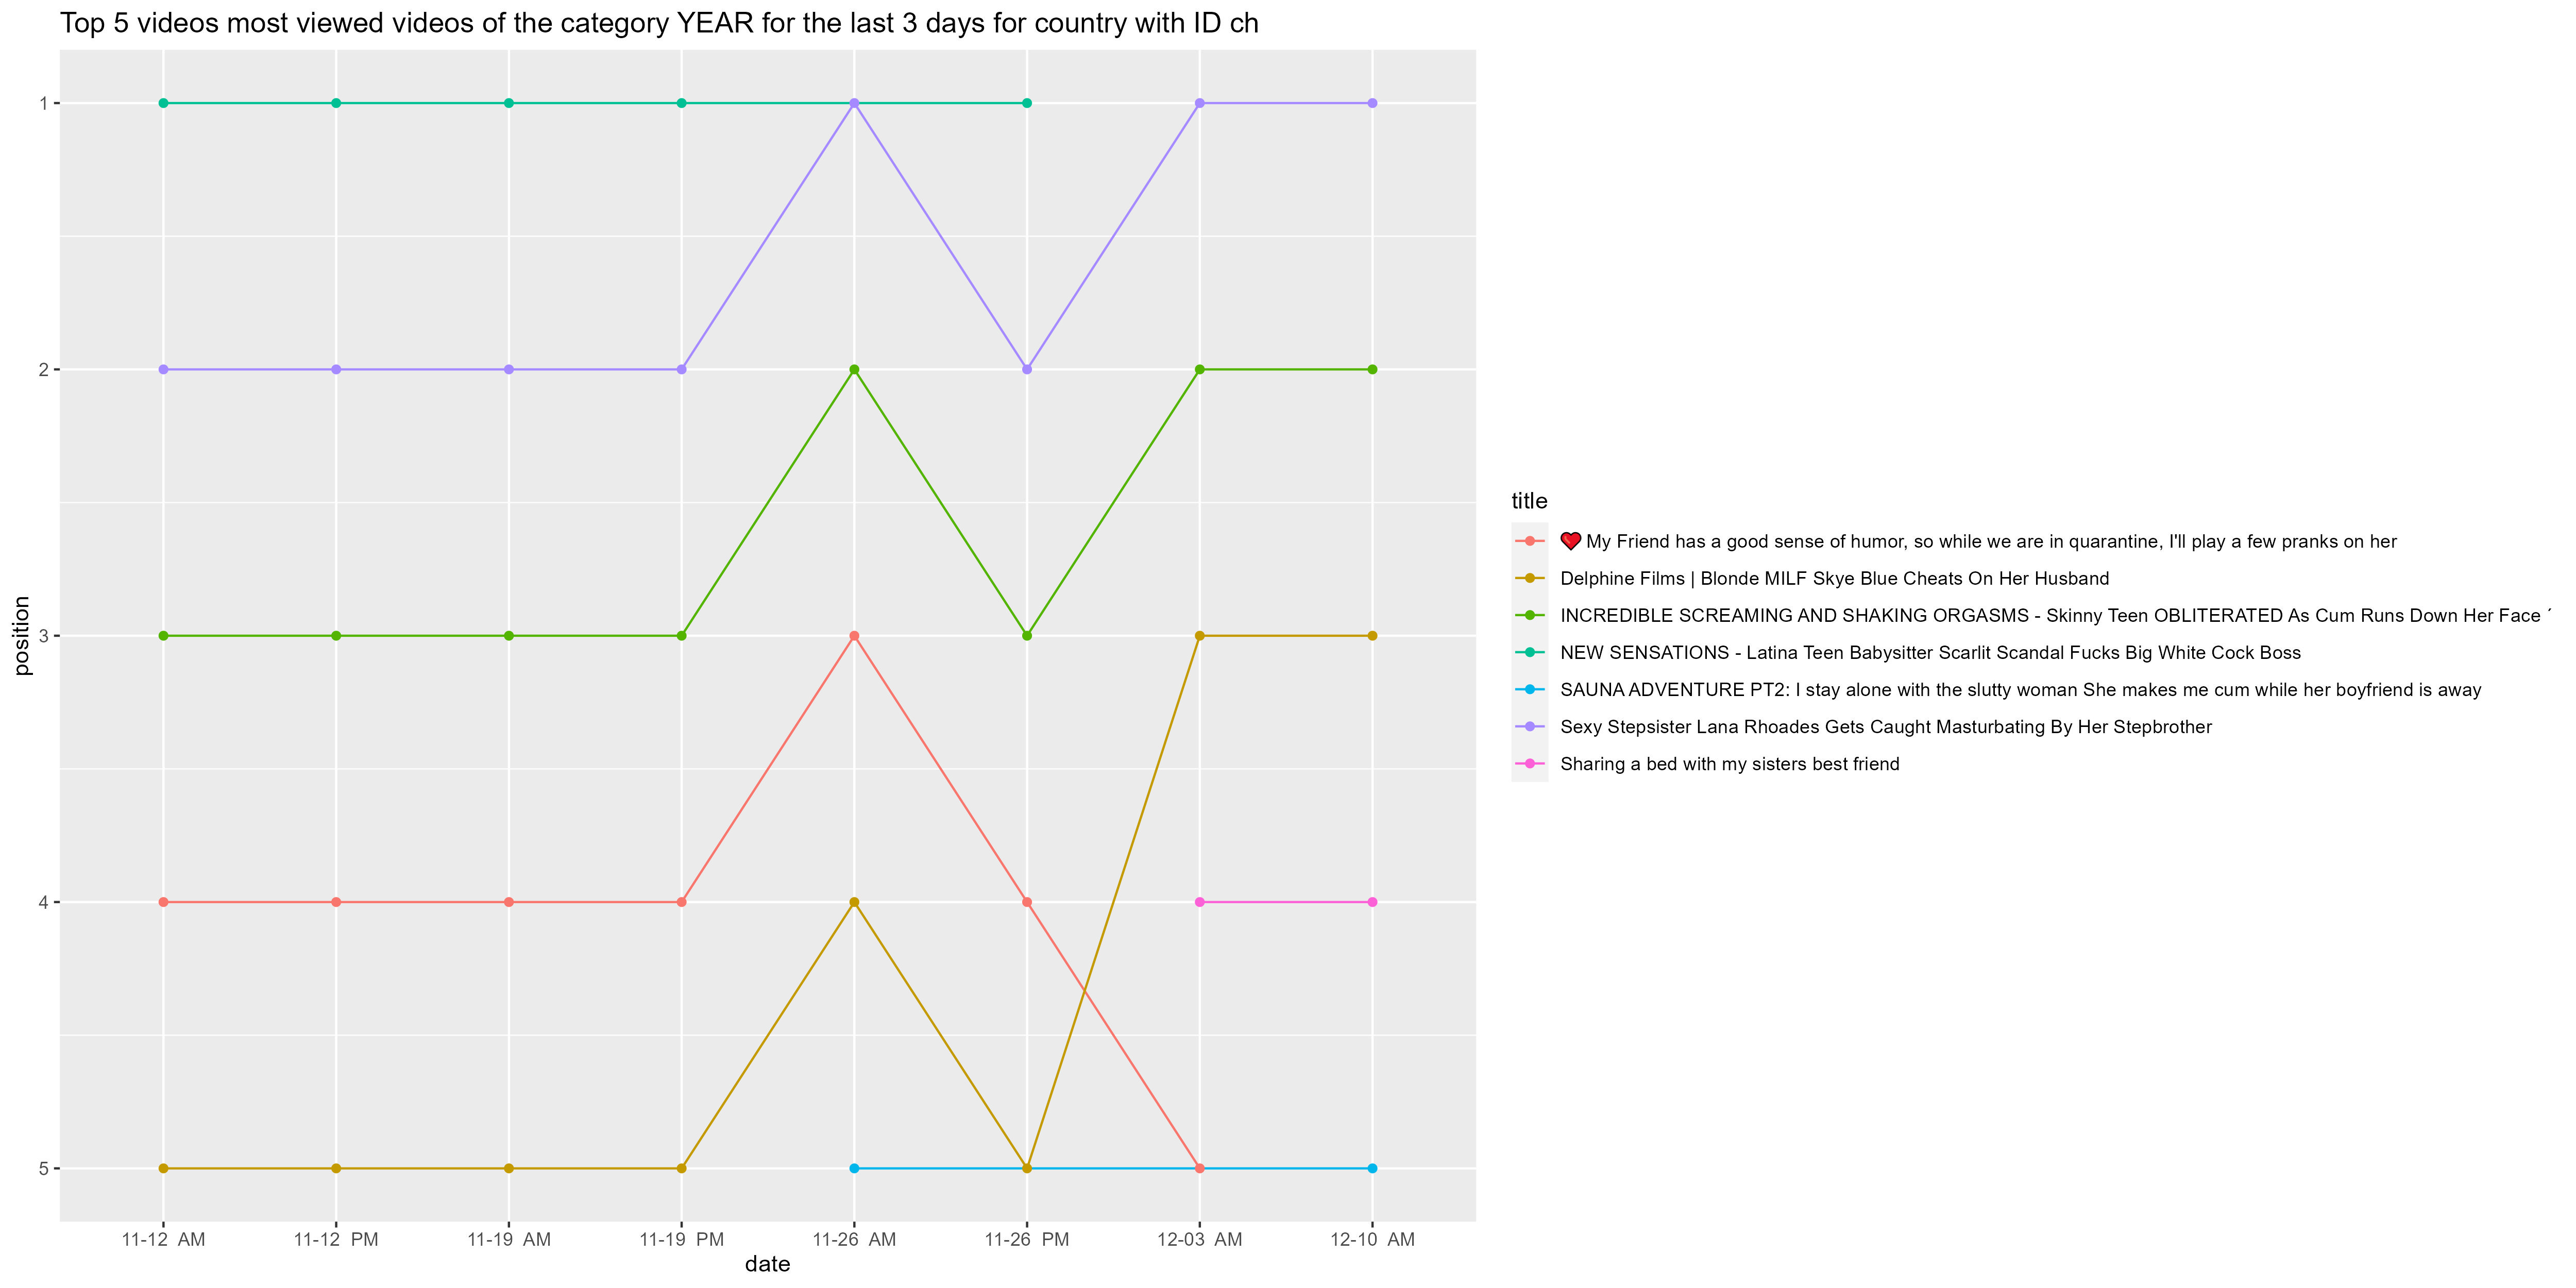 Top 5 videos most viewed videos of the category YEAR for the last 3 days for country with ID ch
position
1
2
3
4
5
11-12 AM
11-12 PM
11-19 AM
11-19 PM
11-26 AM
11-26 PM
12-03 AM
12-10 AM
date
title
❤️ My Friend has a good sense of humor, so while we are in quarantine, I'll play a few pranks on her
Delphine Films | Blonde MILF Skye Blue Cheats On Her Husband
INCREDIBLE SCREAMING AND SHAKING ORGASMS - Skinny Teen OBLITERATED As Cum Runs Down Her Face
NEW SENSATIONS - Latina Teen Babysitter Scarlit Scandal Fucks Big White Cock Boss
SAUNA ADVENTURE PT2: I stay alone with the slutty woman She makes me cum while her boyfriend is away
Sexy Stepsister Lana Rhoades Gets Caught Masturbating By Her Stepbrother
Sharing a bed with my sisters best friend